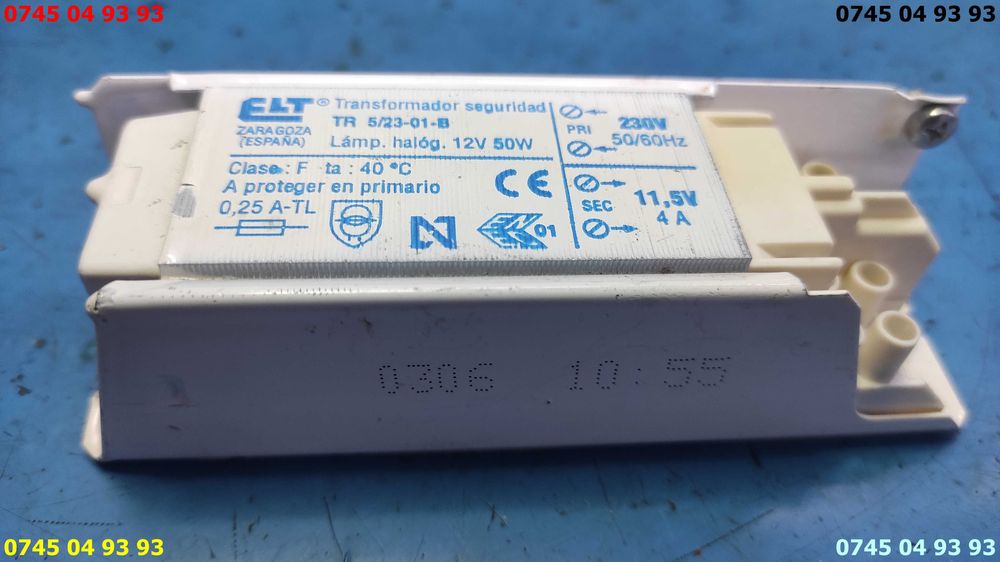 0745 04 93 93
0745 04 93 93
ELT® Transformador seguridad
TR 5/23-01-B
ZARAGOZA
(ESPAÑA)
Lámp. halóg. 12V 50W
Clase : F ta : 40 °C
A proteger en primario
0,25 A-TL
CE
N
01
PRI
230V
50/60Hz
SEC
11,5V
4 A
0306 10:55
0745 04 93 93
0745 04 93 93